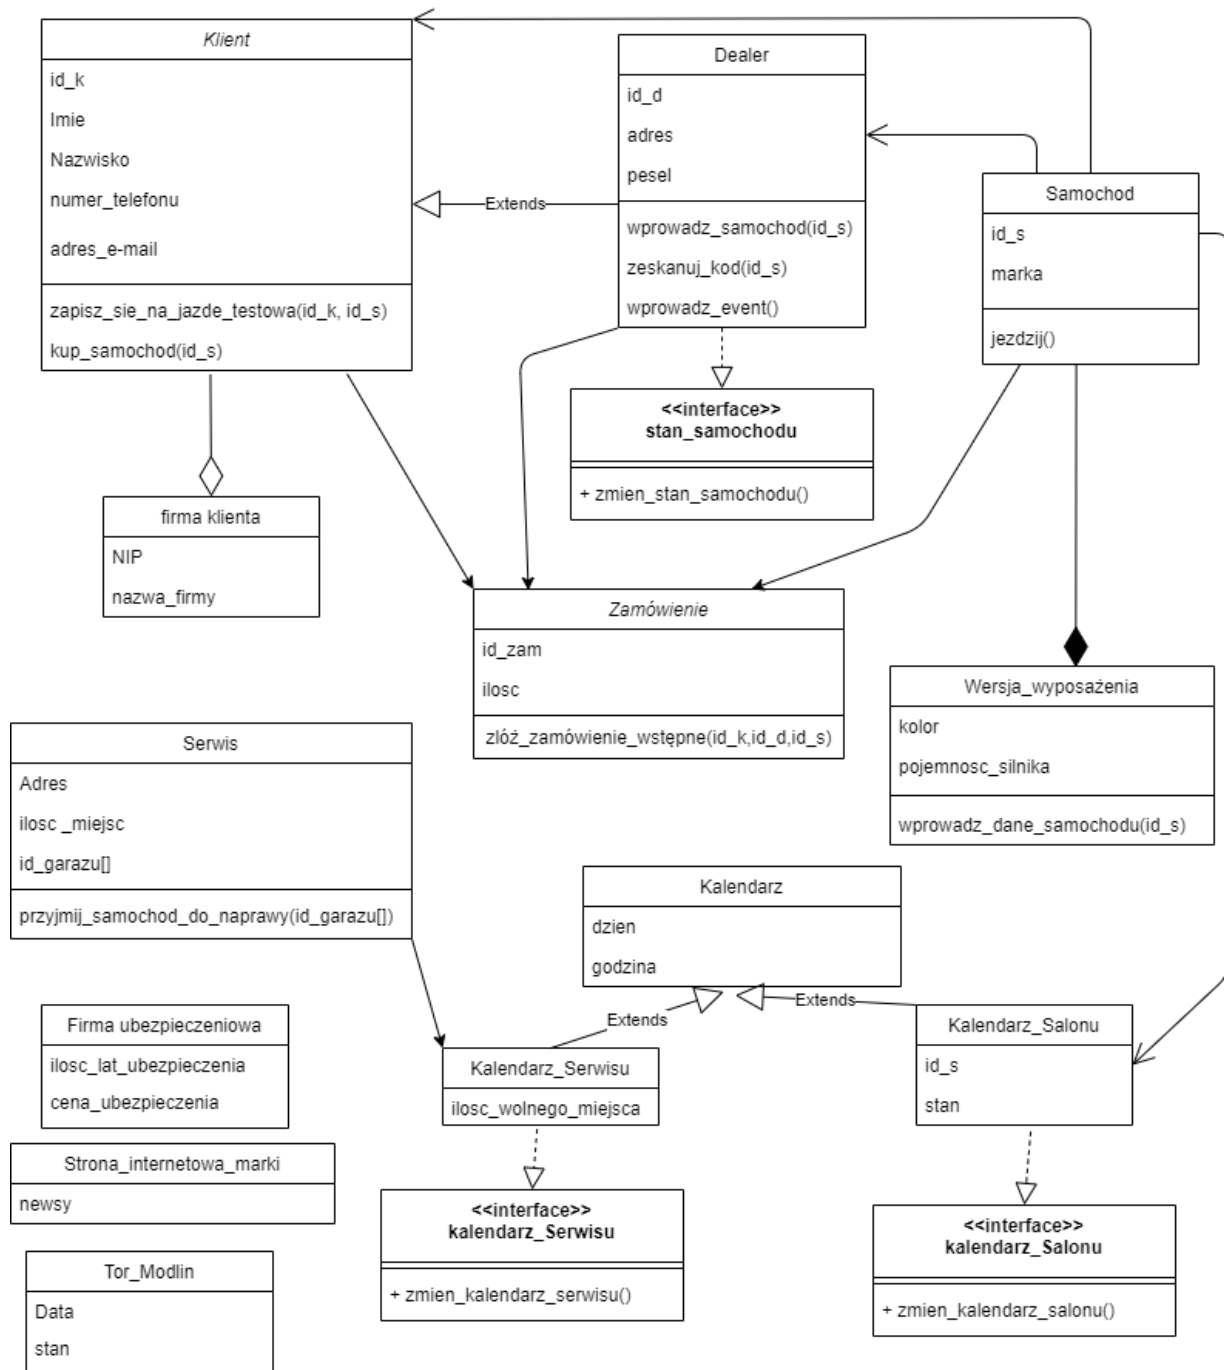 Klient
id_k
Imie
Nazwisko
numer_telefonu
adres_e-mail
zapisz_sie_na_jazde_testowa(id_k, id_s)
kup_samochod(id_s)
Extends
Dealer
id_d
adres
pesel
wprowadz_samochod(id_s)
zeskanuj_kod(id_s)
wprowadz_event()
Samochod
id_s
marka
jezdzij()
<<interface>>
stan_samochodu
+ zmien_stan_samochodu()
firma klienta
NIP
nazwa_firmy
Zamówienie
id_zam
ilosc
zlóź_zamówienie_wstępne(id_k,id_d,id_s)
Wersja_wyposażenia
kolor
pojemnosc_silnika
wprowadz_dane_samochodu(id_s)
Serwis
Adres
ilosc _miejsc
id_garazu[]
przyjmij_samochod_do_naprawy(id_garazu[])
Kalendarz
dzien
godzina
Extends
Extends
Firma ubezpieczeniowa
ilosc_lat_ubezpieczenia
cena_ubezpieczenia
Kalendarz_Serwisu
ilosc_wolnego_miejsca
Kalendarz_Salonu
id_s
stan
Strona_internetowa_marki
newsy
<<interface>>
kalendarz_Serwisu
+ zmien_kalendarz_serwisu()
<<interface>>
kalendarz_Salonu
+ zmien_kalendarz_salonu()
Tor_Modlin
Data
stan